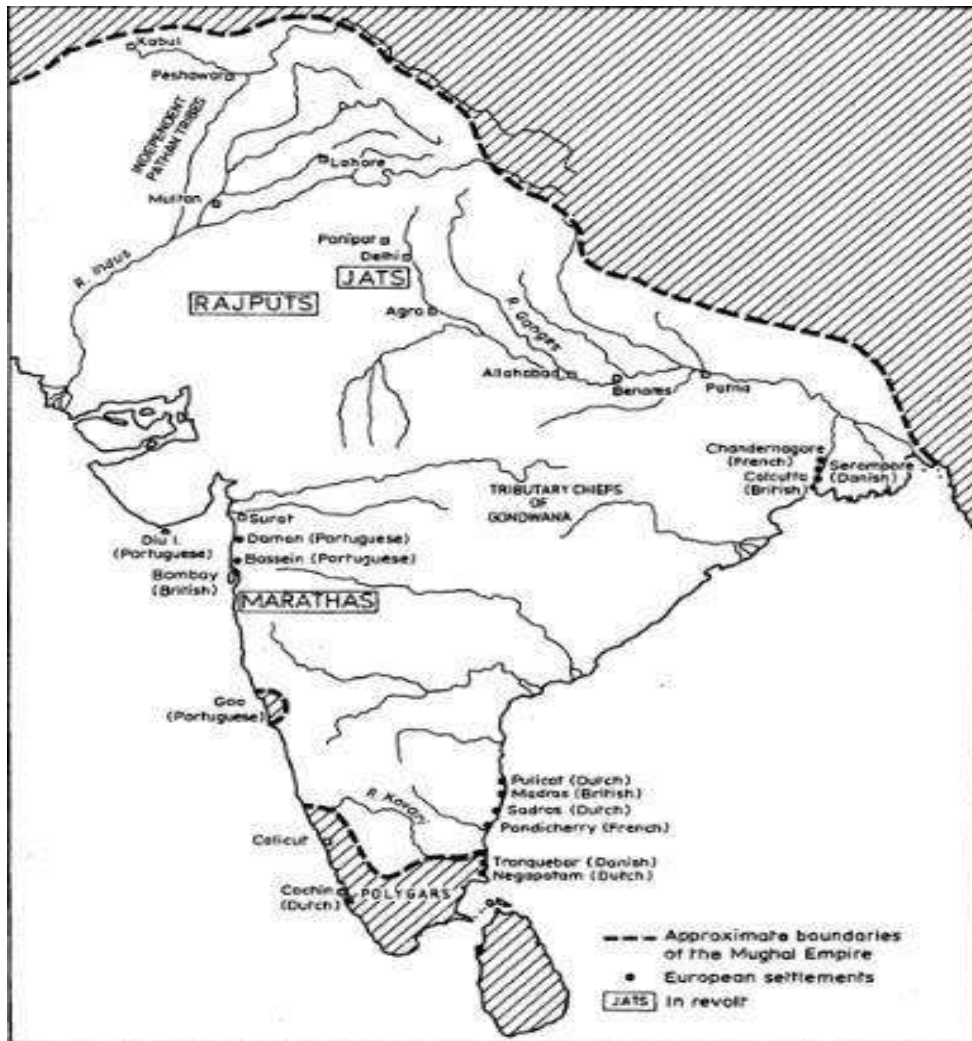 Kabul
Peshawar
INDEPENDENT
PATHAN TRIBES
Lahore
Multan
R. Indus
Panipat
Delhi
JATS
RAJPUTS
Agra
R. Ganges
Allahabad
Benares
Patna
Chandernagore
(French)
Calcutta
(British)
Serampore
(Danish)
TRIBUTARY CHIEFS
OF
GONDWANA
Surat
Daman (Portuguese)
Diu I.
(Portuguese)
Bassein (Portuguese)
Bombay
(British)
MARATHAS
Goa
(Portuguese)
Pulicat (Dutch)
Madras (British)
Sadras (Dutch)
Pondicherry (French)
R. Kavari
Calicut
Tranquebar (Danish)
Negapatam (Dutch)
Cochin
(Dutch)
POLYGARS
Approximate boundaries
of the Mughal Empire
European settlements
JATS In revolt